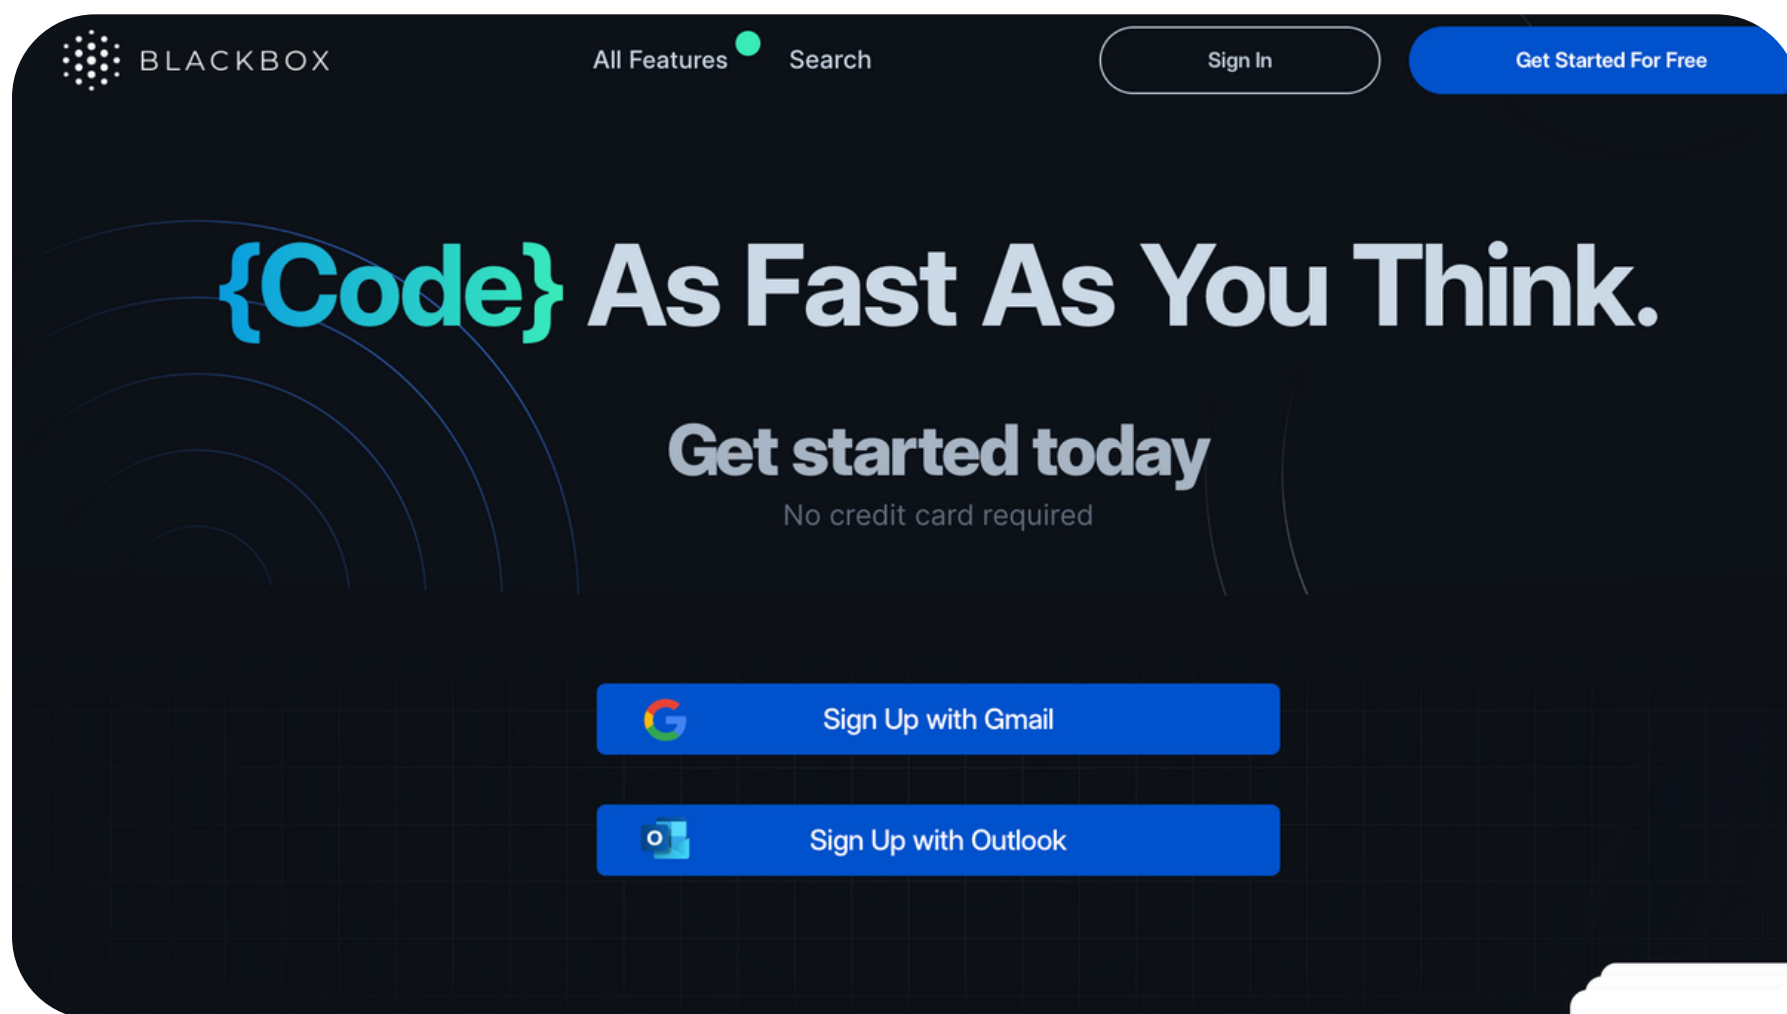 BLACKBOX
All Features
Search
Sign In
Get Started For Free
{Code} As Fast As You Think.
Get started today
No credit card required
Sign Up with Gmail
Sign Up with Outlook